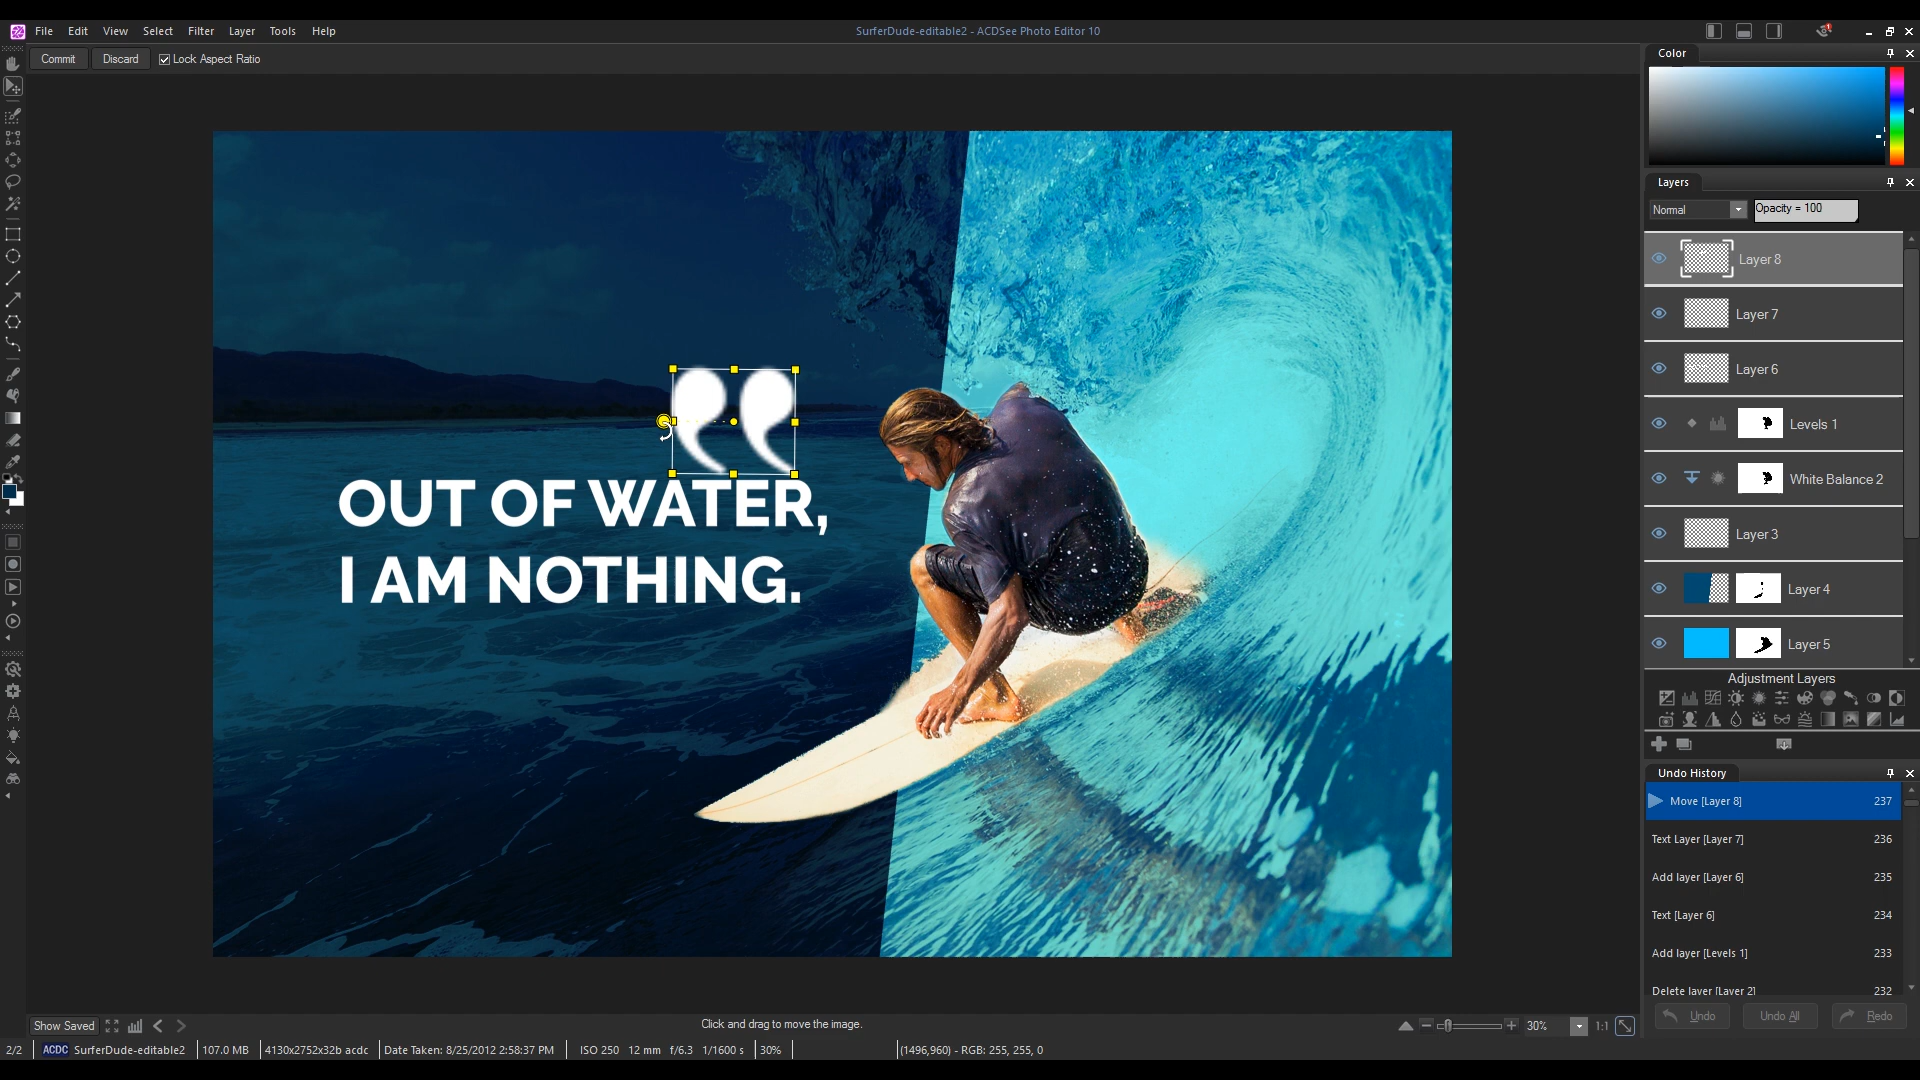 File Edit View Select Filter Layer Tools Help
SurferDude-editable2 - ACDSee Photo Editor 10
Commit Discard Lock Aspect Ratio
”
OUT OF WATER,
I AM NOTHING.
Color
Layers
Normal Opacity = 100
Layer 8
Layer 7
Layer 6
Levels 1
White Balance 2
Layer 3
Layer 4
Layer 5
Adjustment Layers
Undo History
Move [Layer 8] 237
Text Layer [Layer 7] 236
Add layer [Layer 6] 235
Text [Layer 6] 234
Add layer [Levels 1] 233
Delete layer [Layer 2] 232
Undo Undo All Redo
Show Saved Click and drag to move the image. 30% 1:1
2/2 ACDC SurferDude-editable2 107.0 MB 4130x2752x32b acdc Date Taken: 8/25/2012 2:58:37 PM ISO 250 12 mm f/6.3 1/1600 s 30% (1496,960) - RGB: 255, 255, 0